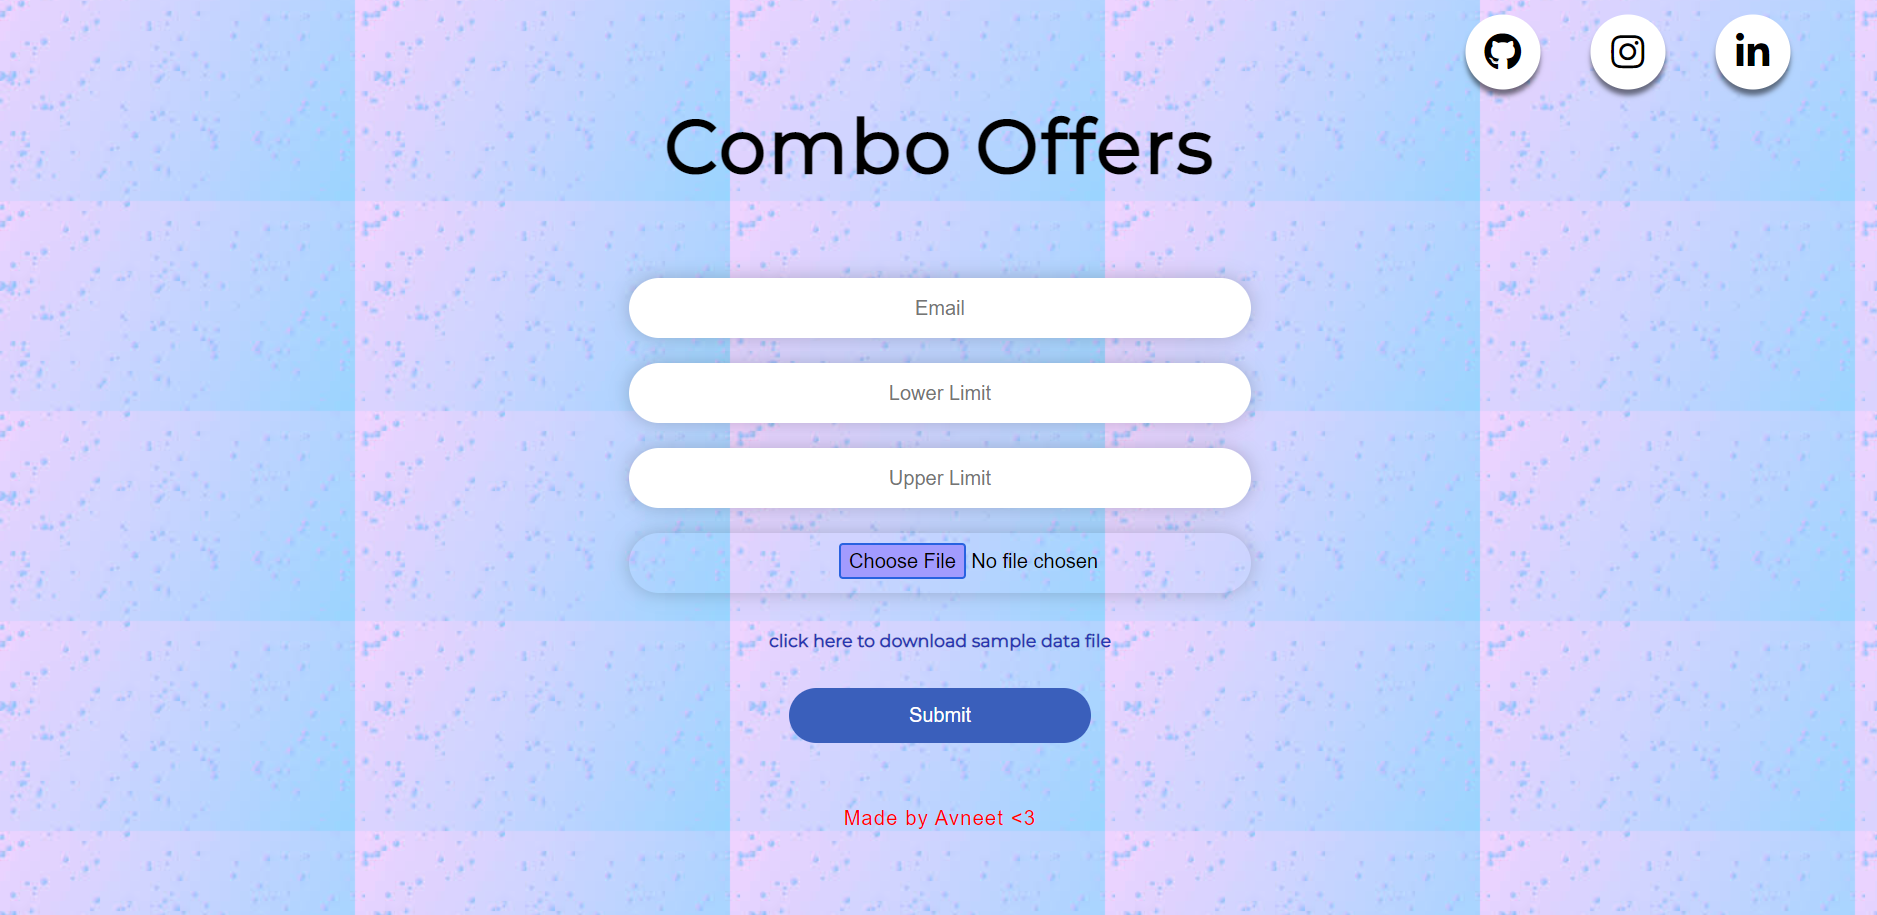 in
Combo Offers
Email
Lower Limit
Upper Limit
Choose File No file chosen
click here to download sample data file
Submit
Made by Avneet <3